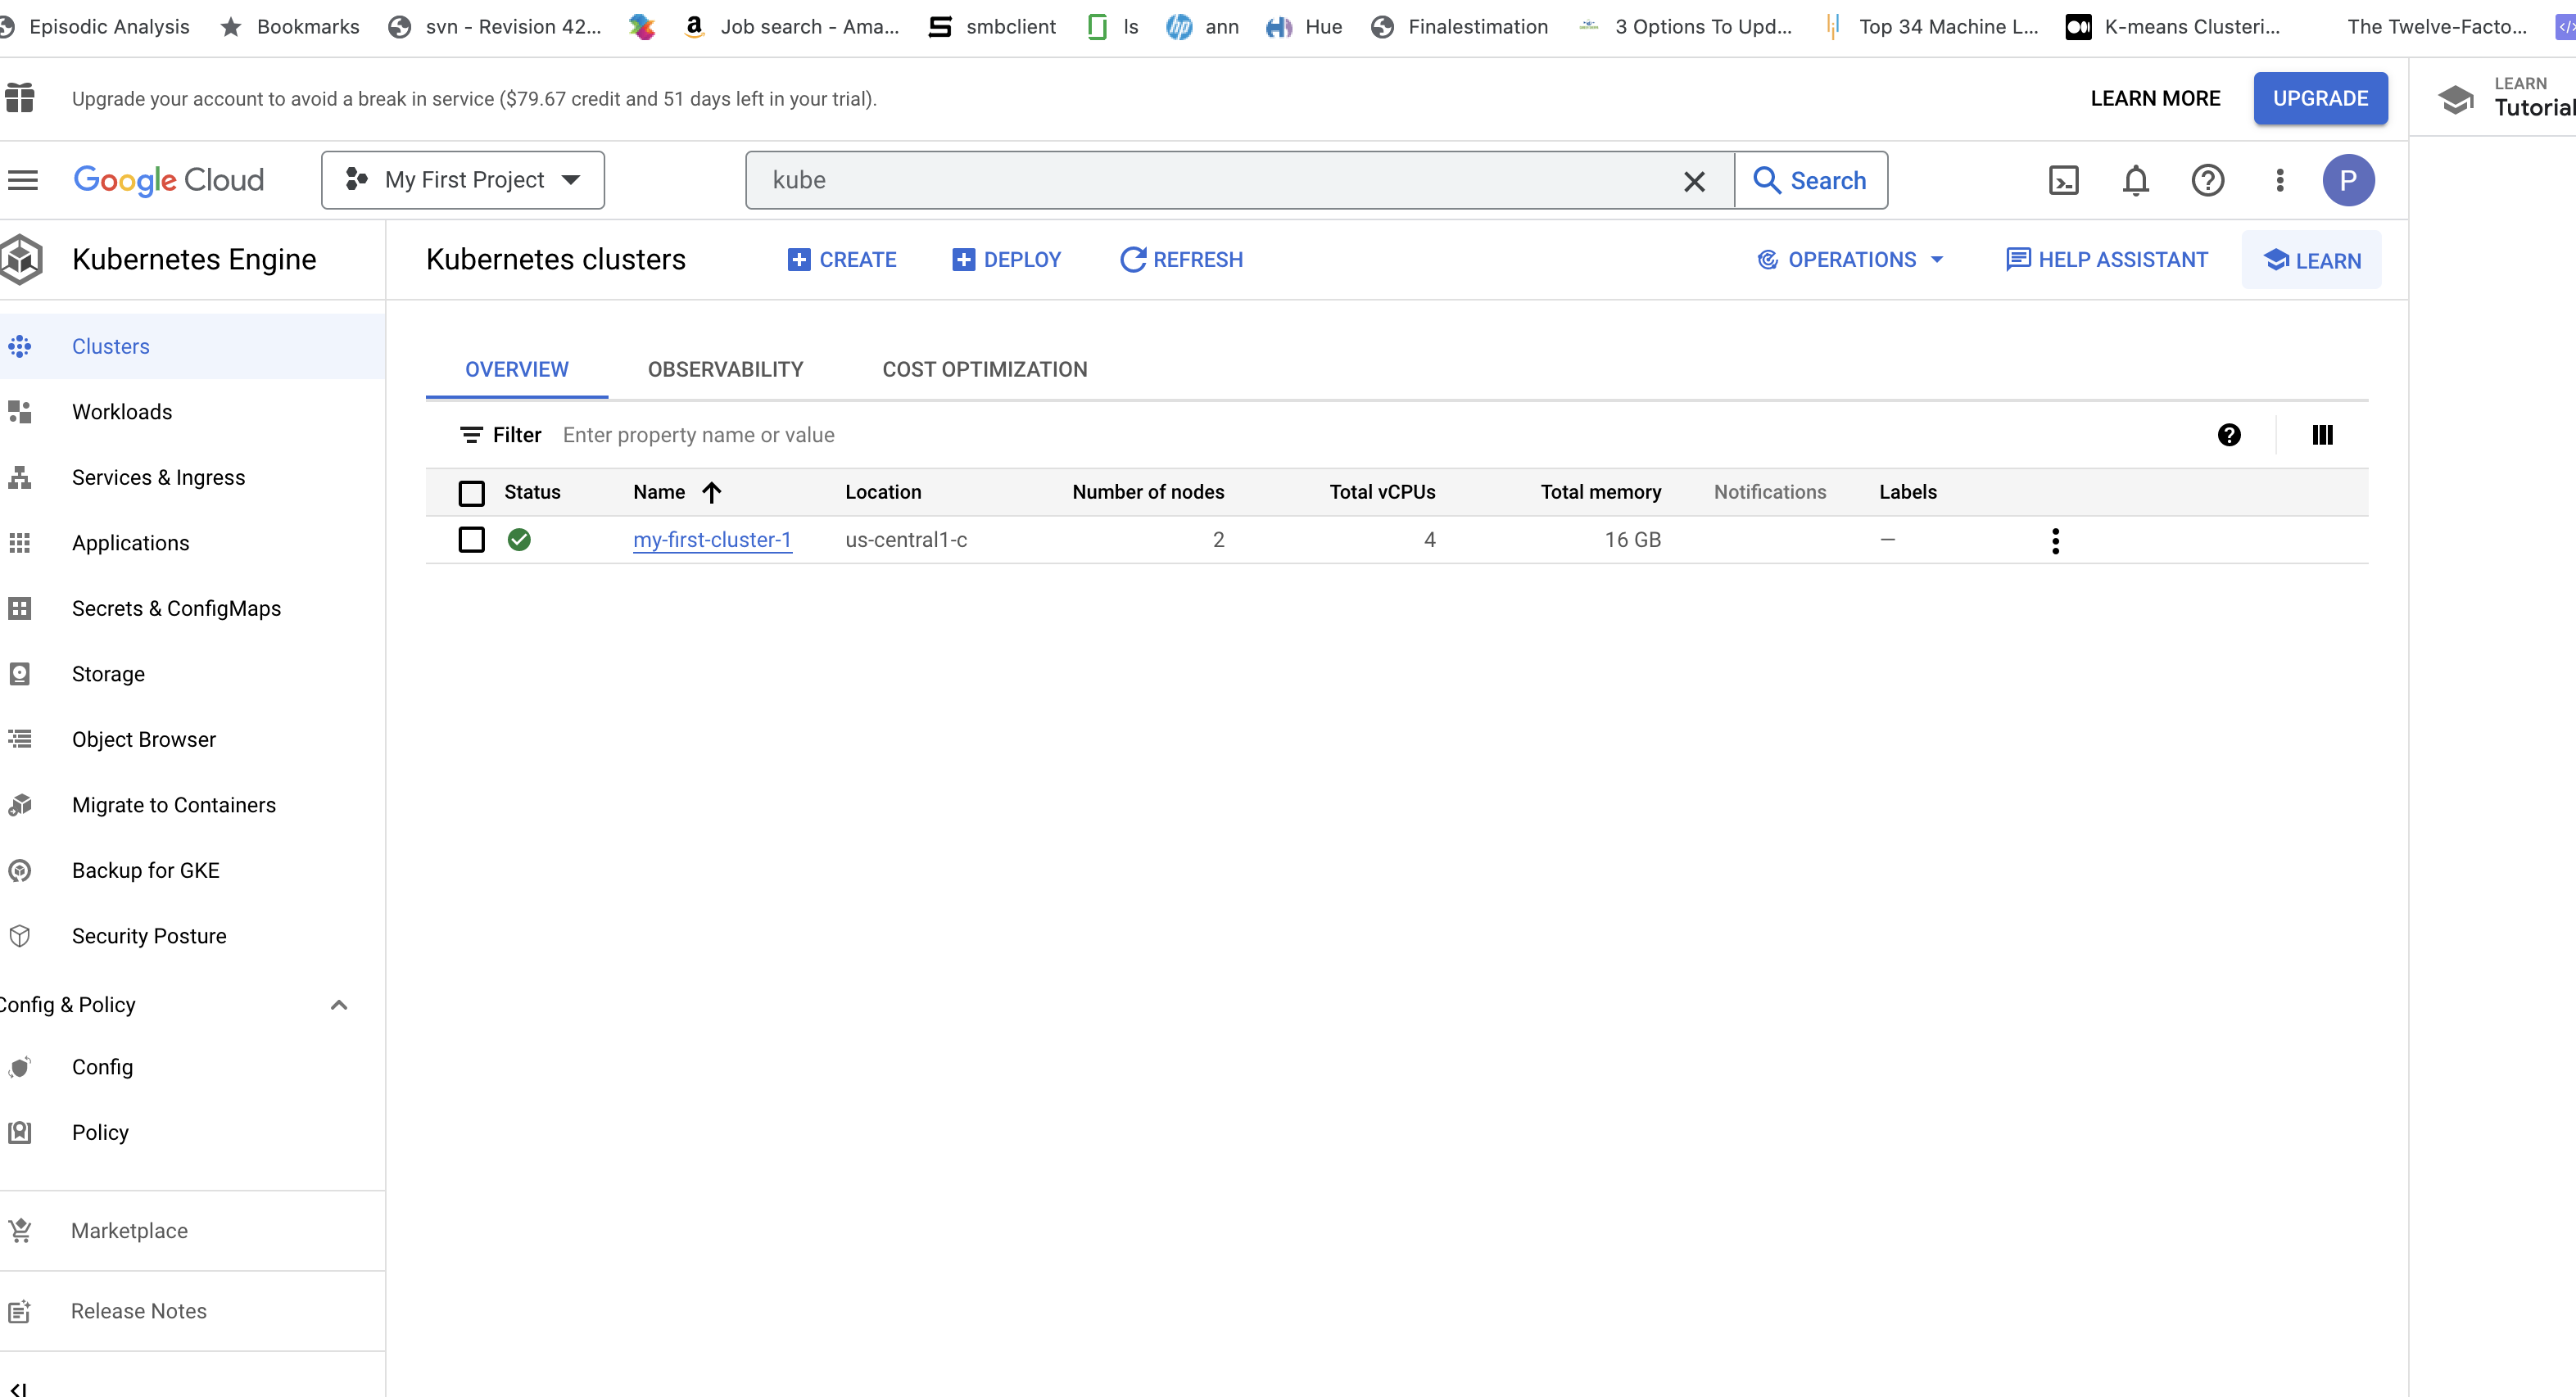 Episodic Analysis Bookmarks svn - Revision 42... Job search - Ama... smbclient ls ann Hue Finalestimation 3 Options To Upd... Top 34 Machine L... K-means Clusteri... The Twelve-Facto...
Upgrade your account to avoid a break in service ($79.67 credit and 51 days left in your trial). LEARN MORE UPGRADE
LEARN
Tutorial
Google Cloud My First Project kube Search P
Kubernetes Engine
Kubernetes clusters CREATE DEPLOY REFRESH OPERATIONS HELP ASSISTANT LEARN
Clusters
Workloads
Services & Ingress
Applications
Secrets & ConfigMaps
Storage
Object Browser
Migrate to Containers
Backup for GKE
Security Posture
Config & Policy
Config
Policy
Marketplace
Release Notes
OVERVIEW OBSERVABILITY COST OPTIMIZATION
Filter Enter property name or value
Status Name Location Number of nodes Total vCPUs Total memory Notifications Labels
my-first-cluster-1 us-central1-c 2 4 16 GB —